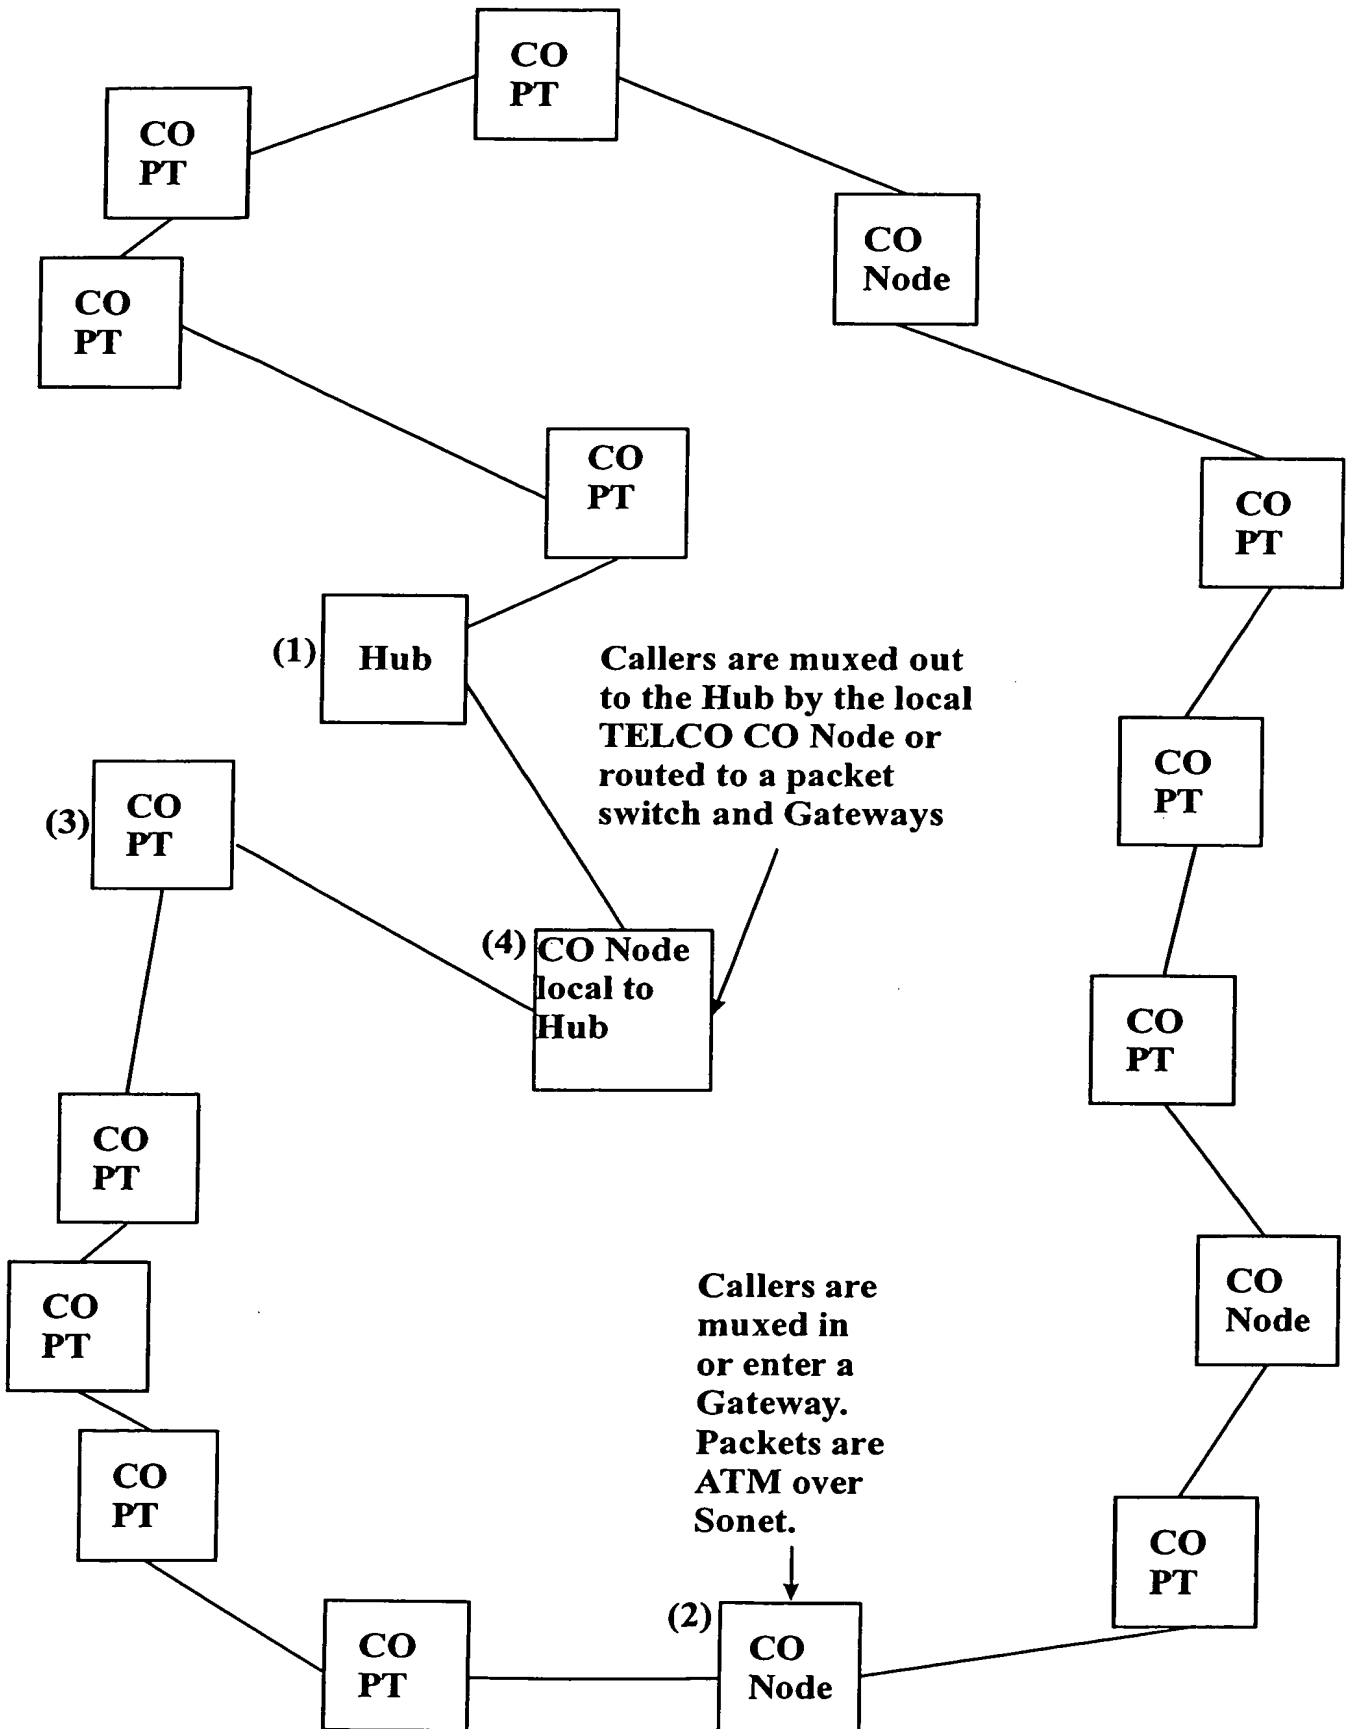 CO
PT
CO
PT
CO
Node
CO
PT
CO
PT
CO
PT
(1)
Hub
Callers are muxed out
to the Hub by the local
TELCO CO Node or
routed to a packet
switch and Gateways
CO
PT
(3)
CO
PT
(4)
CO Node
local to
Hub
CO
PT
CO
PT
CO
Node
CO
PT
Callers are
muxed in
or enter a
Gateway.
Packets are
ATM over
Sonet.
CO
PT
CO
PT
(2)
CO
Node
CO
PT